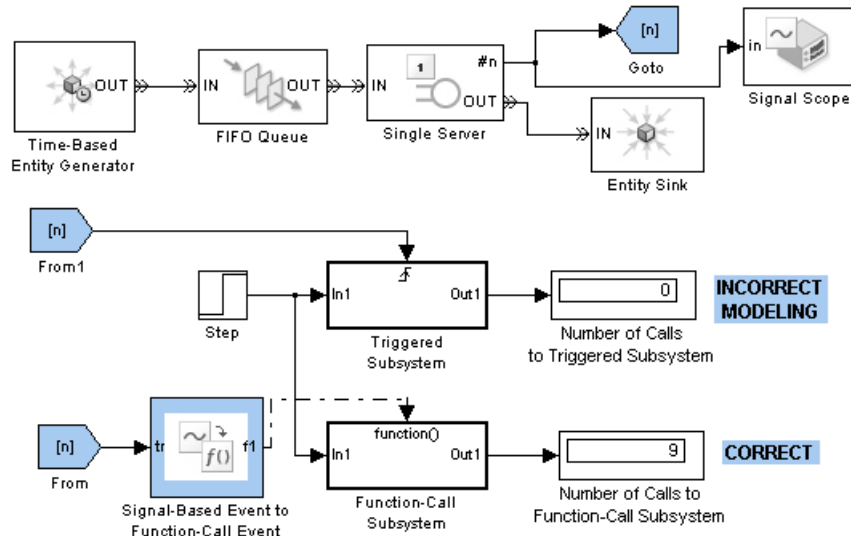 OUT
Time-Based
Entity Generator
IN
OUT
FIFO Queue
IN
1
#n
OUT
Single Server
[n]
Goto
in
Signal Scope
IN
Entity Sink
[n]
From1
Step
In1
Out1
Triggered
Subsystem
0
Number of Calls
to Triggered Subsystem
INCORRECT
MODELING
[n]
From
tr
f()
f1
Signal-Based Event to
Function-Call Event
function()
In1
Out1
Function-Call
Subsystem
9
Number of Calls to
Function-Call Subsystem
CORRECT